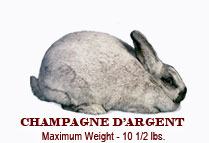 CHAMPAGNE D'ARGENT
Maximum Weight - 10 1/2 lbs.